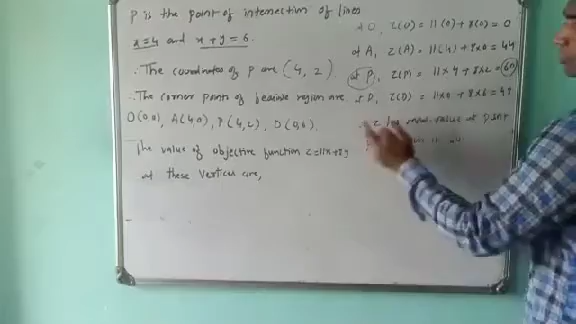 P is the point of intersection of lines
x=4 and x+y=6.
∴ The coordinates of P are (4, 2)
∴ The corner points of feasible region are
O(0,0), A(4,0), P(4,2), D(0,6).
The value of objective function Z=11x+8y
at these vertices are,
at O, Z(O) = 11(0)+8(0)=0
at A, Z(A) = 11(4)+8×0=44
at P, Z(P) = 11×4+8×2=60
at D, Z(D) = 11×0+8×6=48
value at point